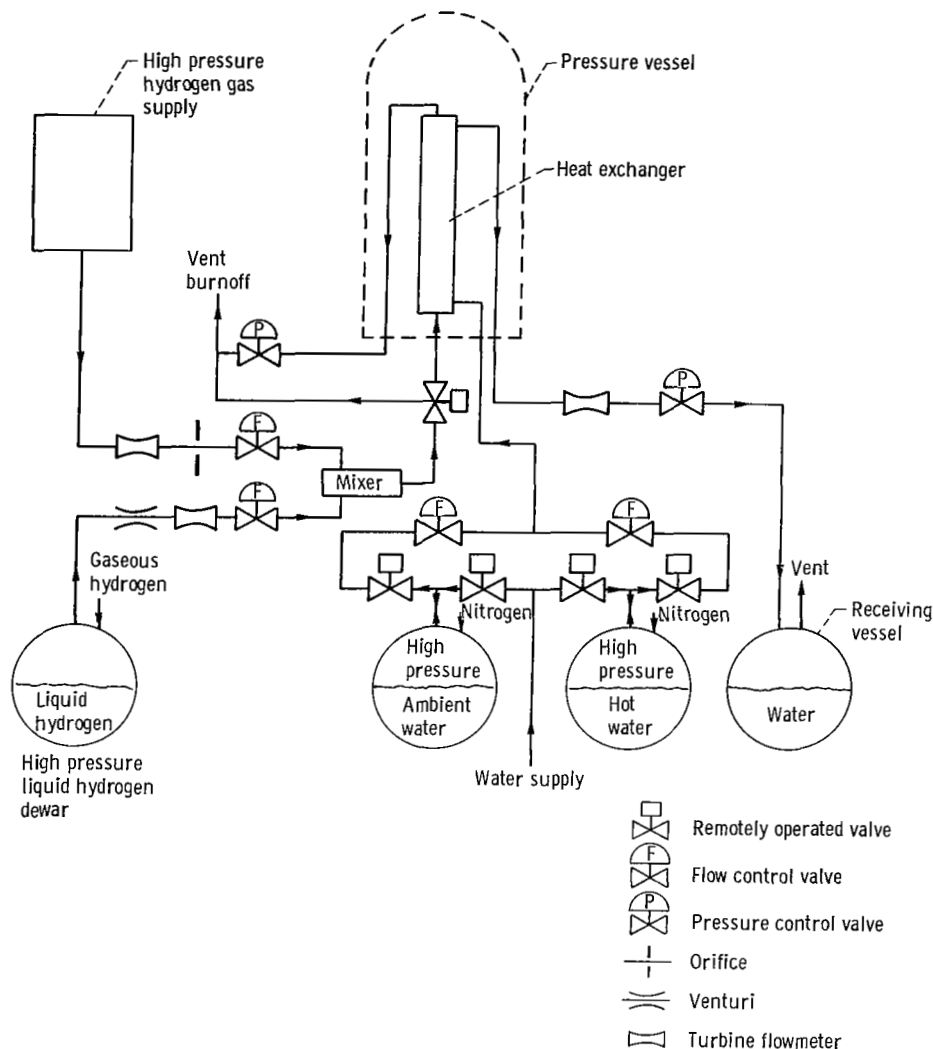 High pressure
hydrogen gas
supply
Pressure vessel
Heat exchanger
Vent
burnoff
P
P
F
Mixer
F
F
F
Gaseous
hydrogen
Nitrogen
Nitrogen
Vent
Receiving
vessel
High
pressure
Ambient
water
High
pressure
Hot
water
Liquid
hydrogen
Water
High pressure
liquid hydrogen
dewar
Water supply
Remotely operated valve
F
Flow control valve
P
Pressure control valve
Orifice
Venturi
Turbine flowmeter